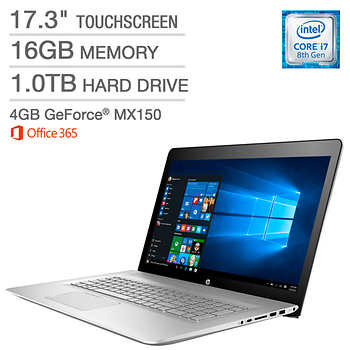 17.3" TOUCHSCREEN
16GB MEMORY
1.0TB HARD DRIVE
4GB GeForce® MX150
Office 365
intel
CORE i7
8th Gen
hp